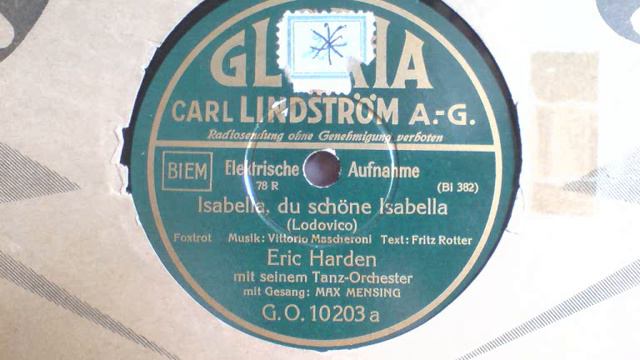 GLORIA
CARL LINDSTRÖM A.-G.
Radiosendung ohne Genehmigung verboten
BIEM Elektrische Aufnahme
78 R (BI 382)
Isabella, du schöne Isabella
(Lodovico)
Foxtrot Musik: Vittorio Mascheroni Text: Fritz Rotter
Eric Harden
mit seinem Tanz-Orchester
mit Gesang: MAX MENSING
G.O. 10203 a